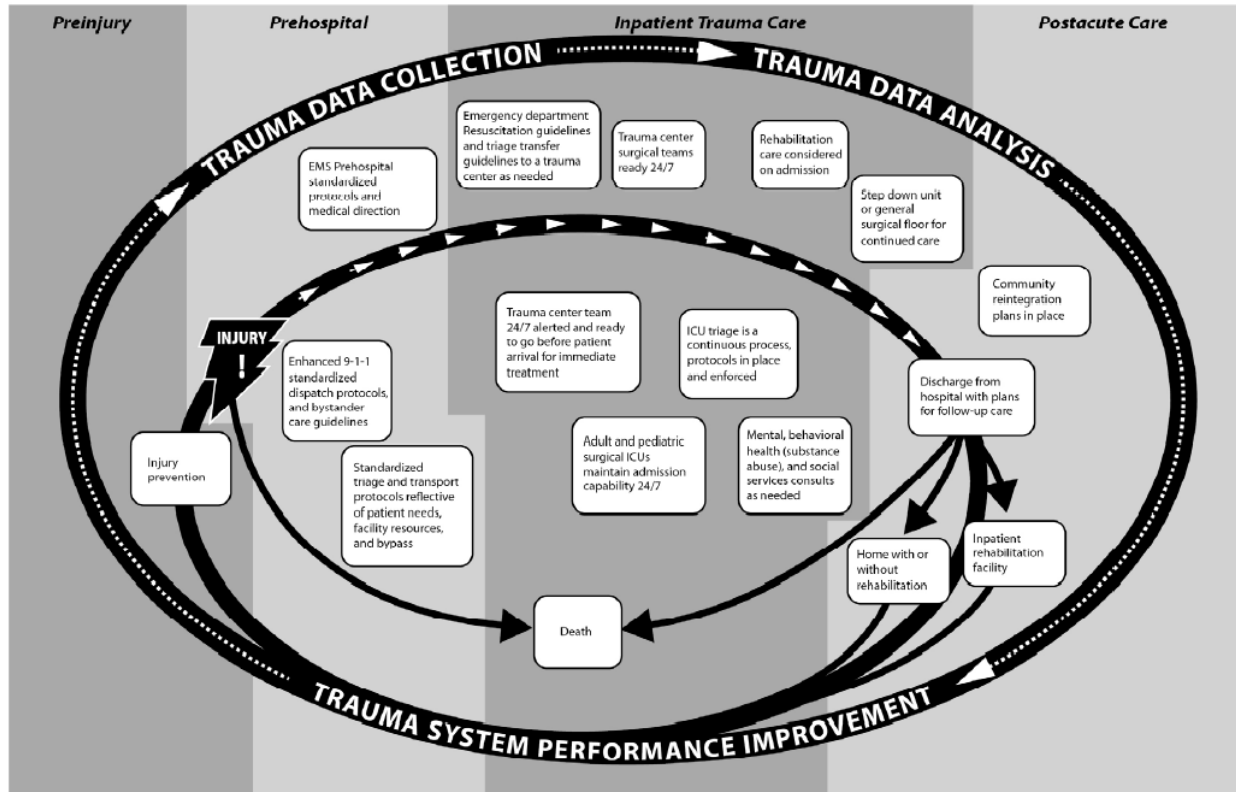 Preinjury
Prehospital
Inpatient Trauma Care
Postacute Care
TRAUMA DATA COLLECTION
TRAUMA DATA ANALYSIS
Emergency department
Resuscitation guidelines
and triage transfer
guidelines to a trauma
center as needed
Trauma center
surgical teams
ready 24/7
Rehabilitation
care considered
on admission
EMS Prehospital
standardized
protocols and
medical direction
Step down unit
or general
surgical floor for
continued care
Community
reintegration
plans in place
Trauma center team
24/7 alerted and ready
to go before patient
arrival for immediate
treatment
ICU triage is a
continuous process,
protocols in place
and enforced
INJURY
!
Enhanced 9-1-1
standardized
dispatch protocols,
and bystander
care guidelines
Discharge from
hospital with plans
for follow-up care
Injury
prevention
Standardized
triage and transport
protocols reflective
of patient needs,
facility resources,
and bypass
Adult and pediatric
surgical ICUs
maintain admission
capability 24/7
Mental, behavioral
health (substance
abuse), and social
services consults
as needed
Home with or
without
rehabilitation
Inpatient
rehabilitation
facility
Death
TRAUMA SYSTEM PERFORMANCE IMPROVEMENT